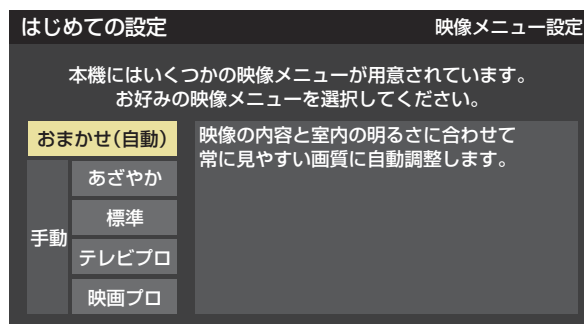 はじめての設定
映像メニュー設定
本機にはいくつかの映像メニューが用意されています。
お好みの映像メニューを選択してください。
おまかせ(自動)
映像の内容と室内の明るさに合わせて
常に見やすい画質に自動調整します。
手動
あざやか
標準
テレビプロ
映画プロ